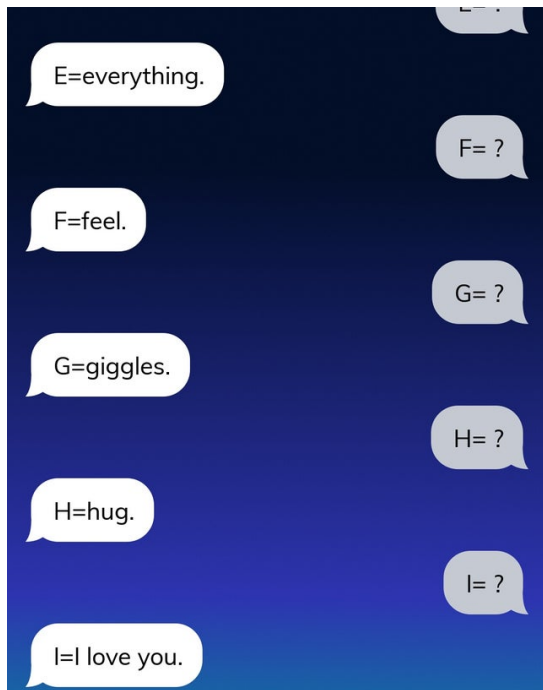 E=everything.
F= ?
F=feel.
G= ?
G=giggles.
H= ?
H=hug.
I= ?
I=I love you.